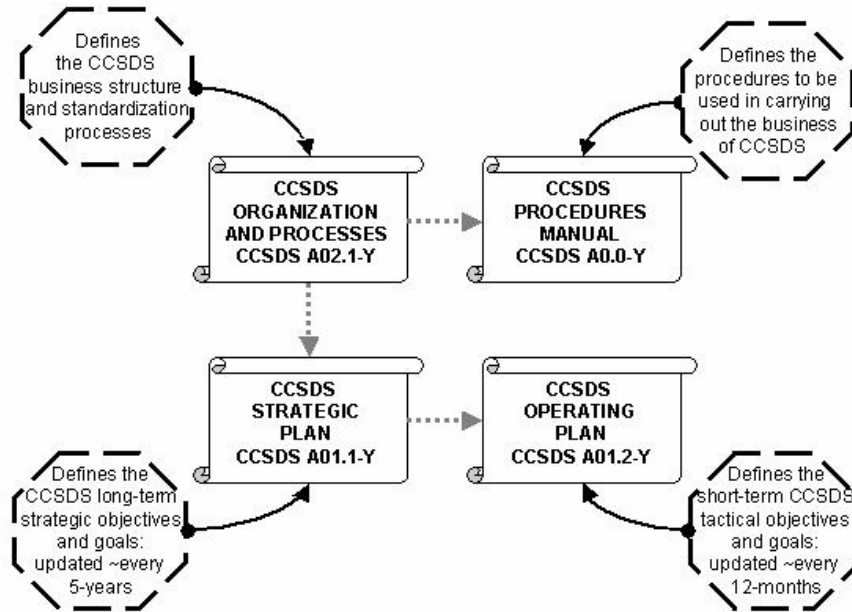 Defines
the CCSDS
business structure
and standardization
processes
Defines the
procedures to be
used in carrying
out the business
of CCSDS
CCSDS
ORGANIZATION
AND PROCESSES
CCSDS A02.1-Y
CCSDS
PROCEDURES
MANUAL
CCSDS A0.0-Y
CCSDS
STRATEGIC
PLAN
CCSDS A01.1-Y
CCSDS
OPERATING
PLAN
CCSDS A01.2-Y
Defines the
CCSDS long-term
strategic objectives
and goals:
updated ~every
5-years
Defines the
short-term CCSDS
tactical objectives
and goals:
updated ~every
12-months